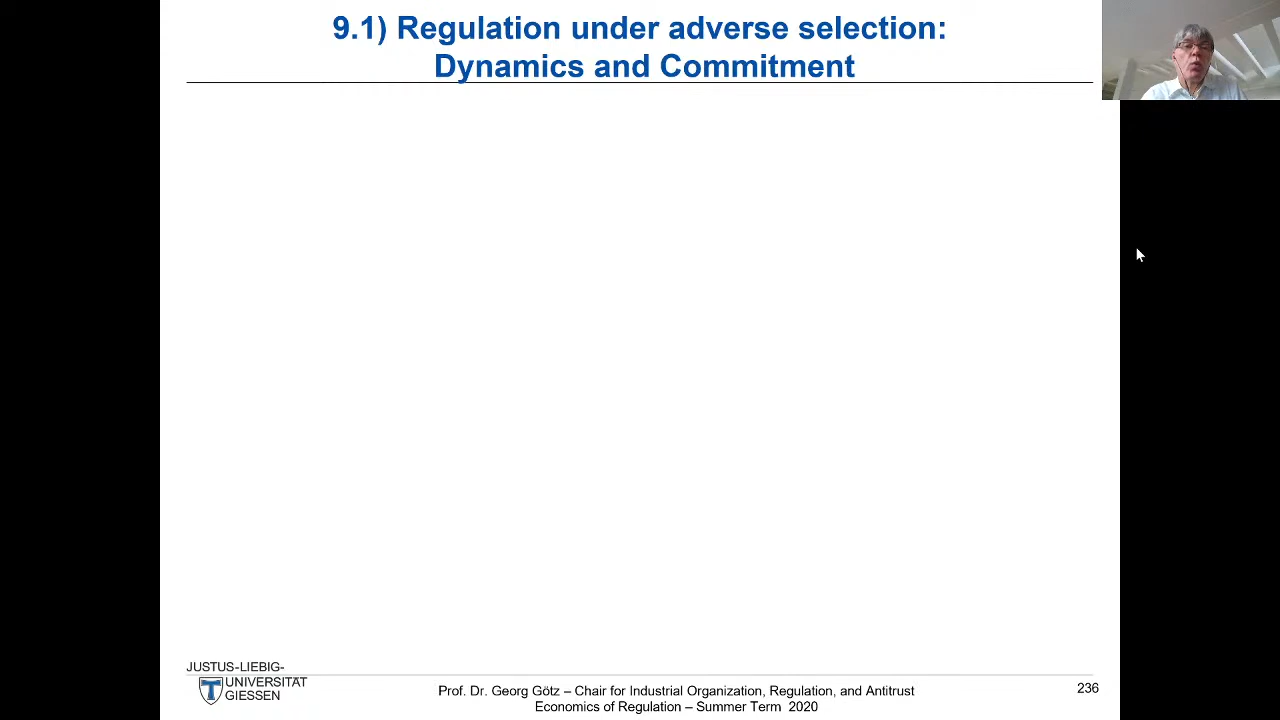 9.1) Regulation under adverse selection:
Dynamics and Commitment
JUSTUS-LIEBIG-
UNIVERSITÄT
GIESSEN
Prof. Dr. Georg Götz – Chair for Industrial Organization, Regulation, and Antitrust
Economics of Regulation – Summer Term 2020
236